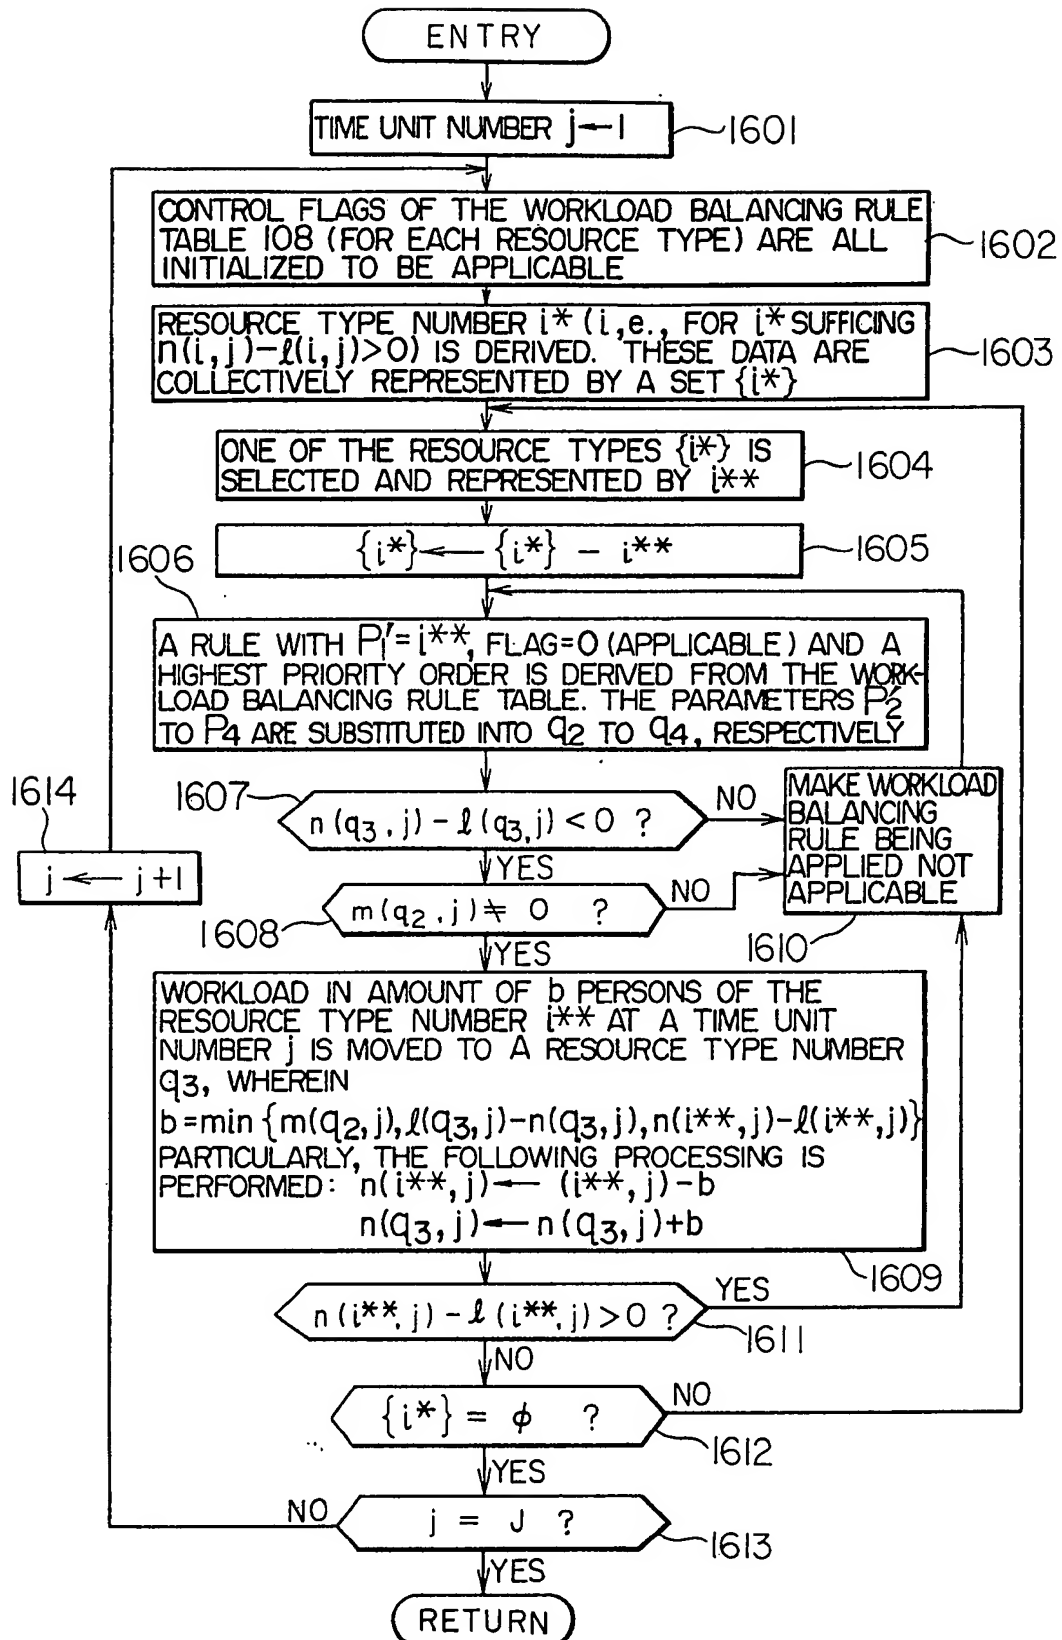 ENTRY
TIME UNIT NUMBER j←1
1601
CONTROL FLAGS OF THE WORKLOAD BALANCING RULE
TABLE 108 (FOR EACH RESOURCE TYPE) ARE ALL
INITIALIZED TO BE APPLICABLE
1602
RESOURCE TYPE NUMBER i* (i,e., FOR i* SUFFICING
n(i,j)-ℓ(i,j)>0) IS DERIVED. THESE DATA ARE
COLLECTIVELY REPRESENTED BY A SET {i*}
1603
ONE OF THE RESOURCE TYPES {i*} IS
SELECTED AND REPRESENTED BY i**
1604
{i*}← {i*} - i**
1605
1606
A RULE WITH P1'=i**, FLAG=0 (APPLICABLE) AND A
HIGHEST PRIORITY ORDER IS DERIVED FROM THE WORK-
LOAD BALANCING RULE TABLE. THE PARAMETERS P2'
TO P4 ARE SUBSTITUTED INTO q2 TO q4, RESPECTIVELY
1607
n(q3,j)-ℓ(q3,j)<0 ?
NO
YES
MAKE WORKLOAD
BALANCING
RULE BEING
APPLIED NOT
APPLICABLE
1610
1614
j ← j+1
m(q2,j)≠ 0 ?
NO
1608
YES
WORKLOAD IN AMOUNT OF b PERSONS OF THE
RESOURCE TYPE NUMBER i** AT A TIME UNIT
NUMBER j IS MOVED TO A RESOURCE TYPE NUMBER
q3, WHEREIN
b=min {m(q2,j),ℓ(q3,j)-n(q3,j),n(i**,j)-ℓ(i**,j)}
PARTICULARLY, THE FOLLOWING PROCESSING IS
PERFORMED: n(i**,j)← (i**,j)-b
n(q3,j)← n(q3,j)+b
1609
n(i**,j)-ℓ(i**,j)>0 ?
YES
1611
NO
{i*} = ϕ ?
NO
1612
YES
j = J ?
NO
1613
YES
RETURN